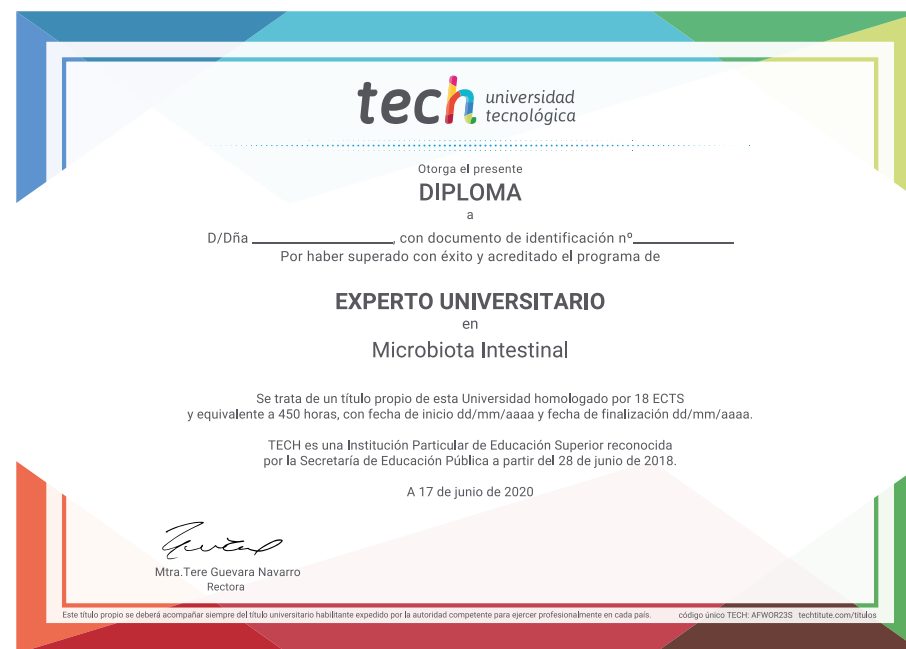 tech universidad
tecnológica
Otorga el presente
DIPLOMA
a
D/Dña ____________________, con documento de identificación nº______________
Por haber superado con éxito y acreditado el programa de
EXPERTO UNIVERSITARIO
en
Microbiota Intestinal
Se trata de un título propio de esta Universidad homologado por 18 ECTS
y equivalente a 450 horas, con fecha de inicio dd/mm/aaaa y fecha de finalización dd/mm/aaaa.
TECH es una Institución Particular de Educación Superior reconocida
por la Secretaría de Educación Pública a partir del 28 de junio de 2018.
A 17 de junio de 2020
Mtra.Tere Guevara Navarro
Rectora
Este título propio se deberá acompañar siempre del título universitario habilitante expedido por la autoridad competente para ejercer profesionalmente en cada país. código único TECH: AFWOR23S techtitute.com/titulos